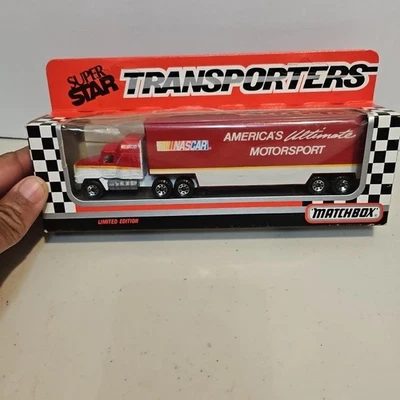 SUPER
STAR
TRANSPORTERS
NASCAR
AMERICA'S Ultimate
MOTORSPORT
LIMITED EDITION
MATCHBOX